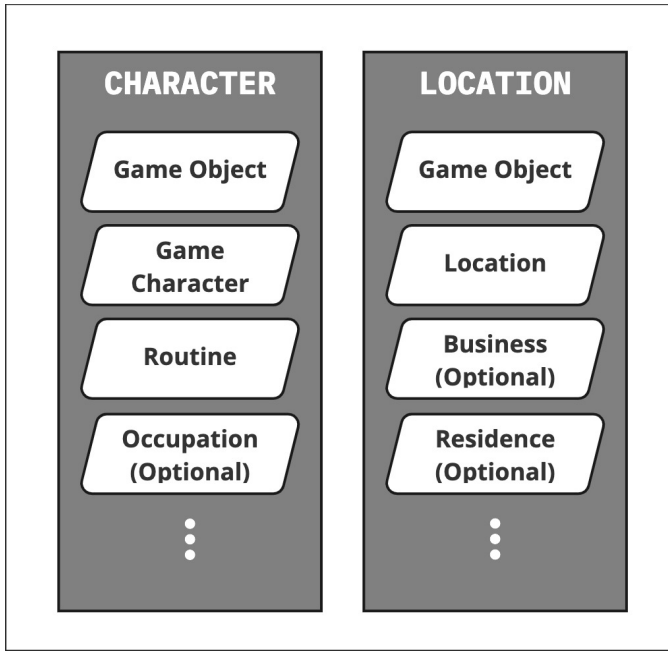 CHARACTER
Game Object
Game
Character
Routine
Occupation
(Optional)
LOCATION
Game Object
Location
Business
(Optional)
Residence
(Optional)